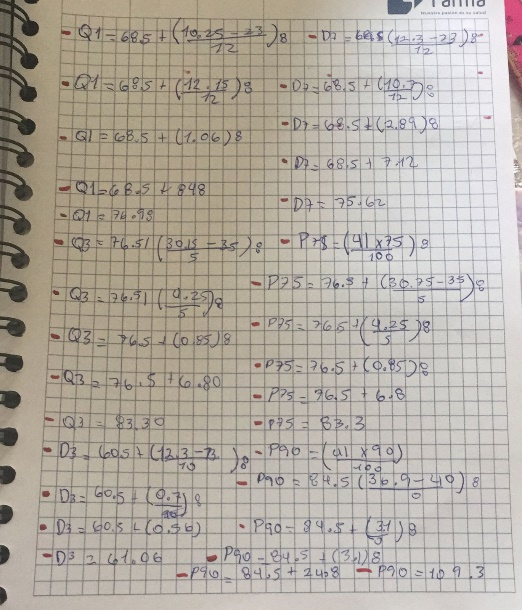 Farma
- Q1 = 68.5 + (10.25 - 23/12)8
- Q1 = 68.5 + (12.75/12)8
- Q1 = 68.5 + (1.06)8
- Q1 = 68.5 + 848
- Q1 = 76.98
- Q3 = 76.51 (30.75 - 35/5)8
- Q3 = 76.51 (4.25/5)8
- Q3 = 76.5 + (0.85)8
- Q3 = 76.5 + 6.80
- Q3 = 83.30
- D3 = 60.5 + (12.3 - 13/10)8
- D3 = 60.5 + (0.7/10)8
- D3 = 60.5 + (0.56)
- D3 = 61.06
- D7 = 68.5 (12.3 - 23/12)8
- D7 = 68.5 + (10.7/12)8
- D7 = 68.5 + (2.89)8
- D7 = 68.5 + 7.12
- D7 = 75.62
- P75 = (41 x 75/100)8
- P75 = 76.5 + (30.75 - 35/5)8
- P75 = 76.5 + (4.25/5)8
- P75 = 76.5 + (0.85)8
- P75 = 76.5 + 6.8
- P75 = 83.3
- P90 = (41 x 90/100)
- P90 = 84.5 (36.9 - 40/0)8
- P90 = 84.5 + (3.1)8
- P90 = 84.5 + (3.1)8
- P90 = 84.5 + 24.8
- P90 = 109.3